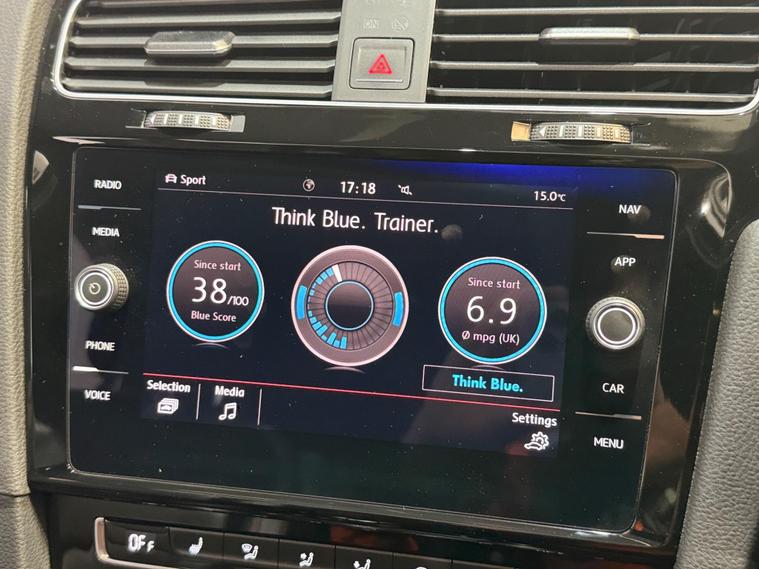 RADIO
MEDIA
PHONE
VOICE
Sport
17:18
15.0°C
Think Blue. Trainer.
Since start
38/100
Blue Score
Since start
6.9
Ø mpg (UK)
Think Blue.
Selection
Media
Settings
NAV
APP
CAR
MENU
OFF